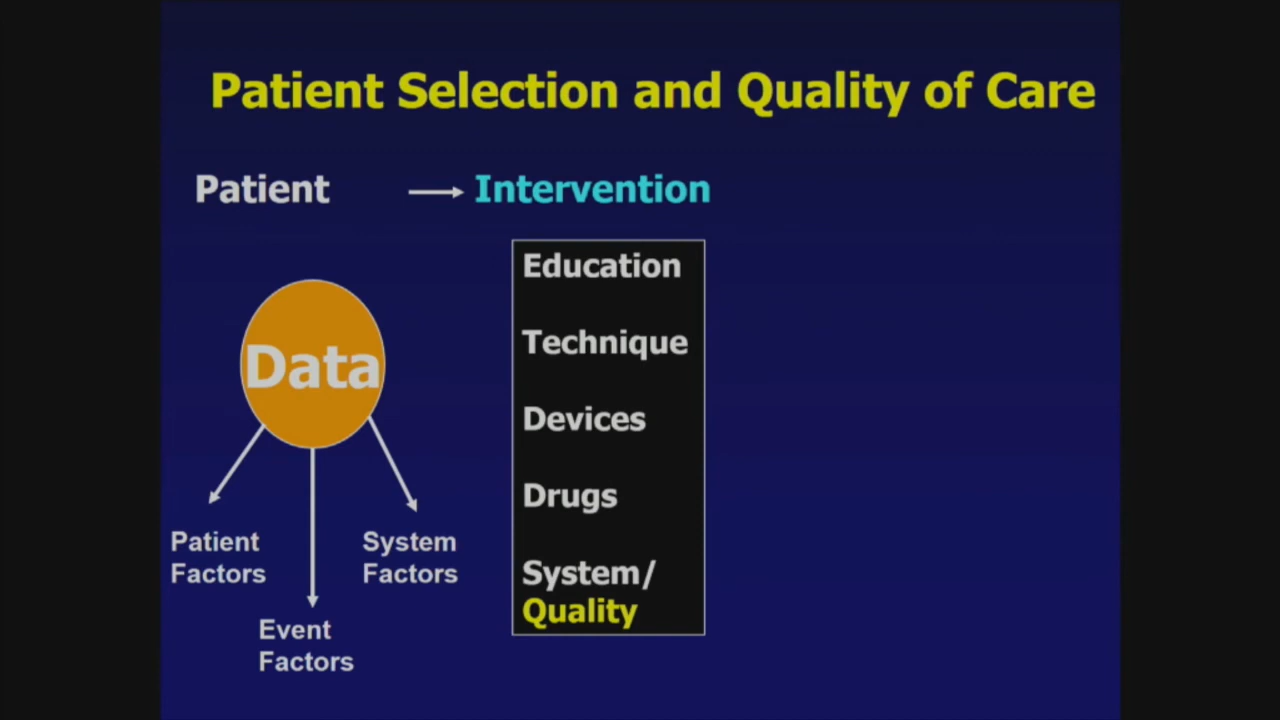 Patient Selection and Quality of Care
Patient
Intervention
Data
Patient
Factors
Event
Factors
System
Factors
Education
Technique
Devices
Drugs
System/
Quality